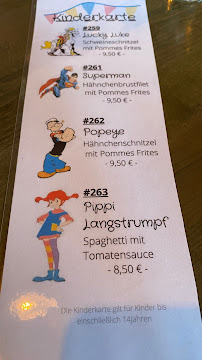 Kinderkarte
#259
Lucky Luke
Schweineschnitzel
mit Pommes Frites
- 9,50 € -
#261
Superman
Hähnchenbrustfilet
mit Pommes Frites
- 9,50 € -
#262
Popeye
Hähnchenschnitzel
mit Pommes Frites
- 9,50 € -
#263
Pippi
Langstrumpf
Spaghetti mit
Tomatensauce
- 8,50 € -
Die Kinderkarte gilt für Kinder bis
einschließlich 14Jahren